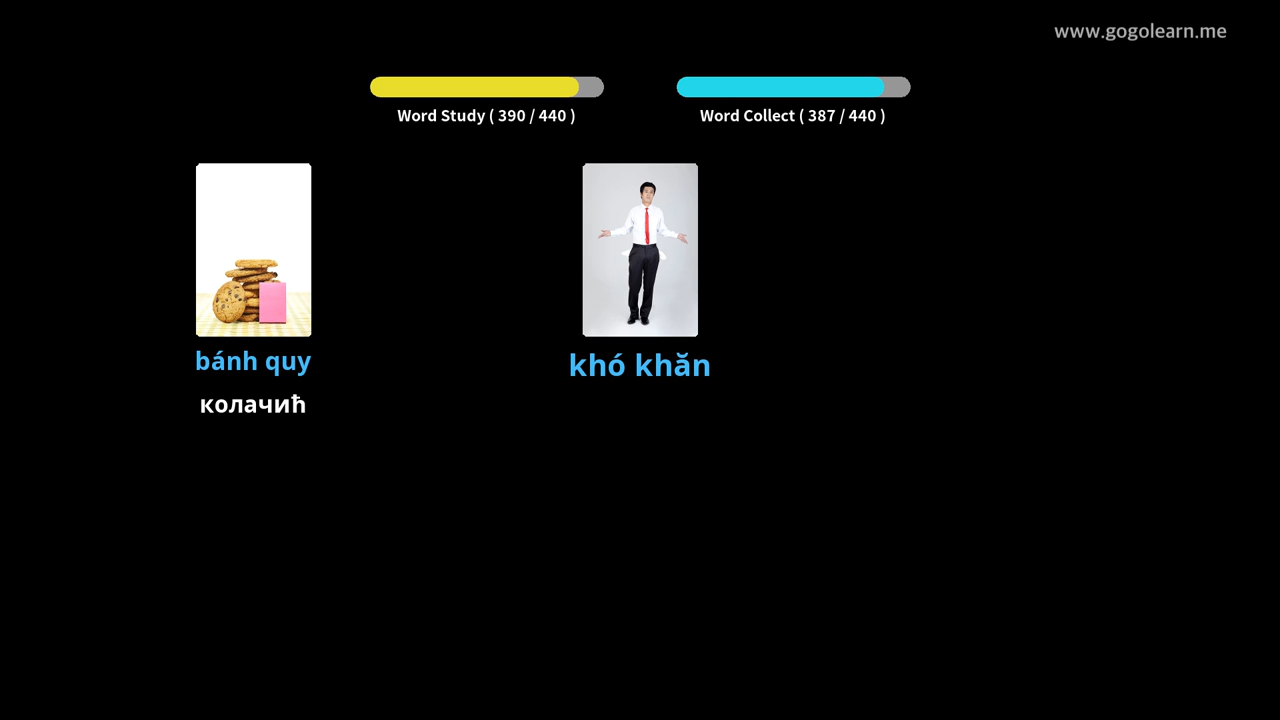 www.gogolearn.me
Word Study ( 390 / 440 )
Word Collect ( 387 / 440 )
bánh quy
колачић
khó khăn